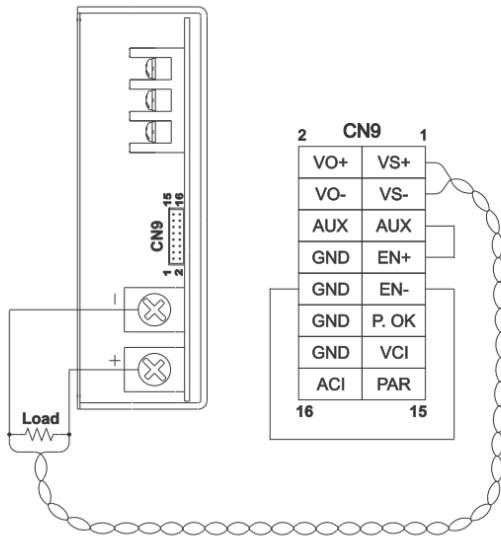 2 CN9 1
VO+ VS+
VO- VS-
AUX AUX
GND EN+
GND EN-
GND P. OK
GND VCI
ACI PAR
16 15
15 16
CN9
1 2
-
+
Load